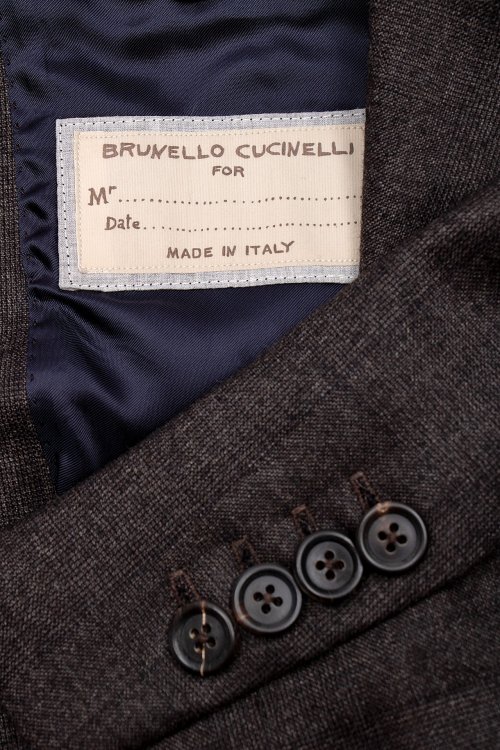 BRUNELLO CUCINELLI
FOR
Mr.............................
Date.........................
MADE IN ITALY